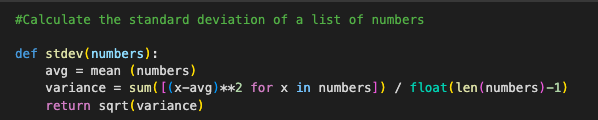 #Calculate the standard deviation of a list of numbers
def stdev(numbers):
    avg = mean (numbers)
    variance = sum([(x-avg)**2 for x in numbers]) / float(len(numbers)-1)
    return sqrt(variance)